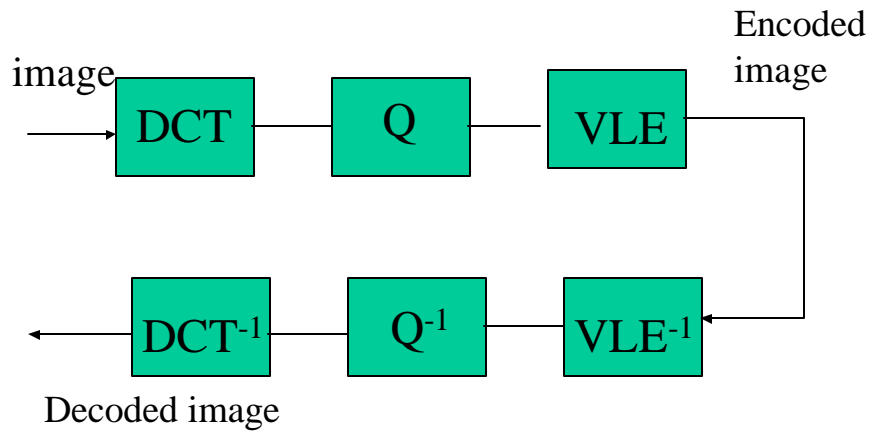 Encoded
image
image
DCT
Q
VLE
DCT⁻¹
Q⁻¹
VLE⁻¹
Decoded image